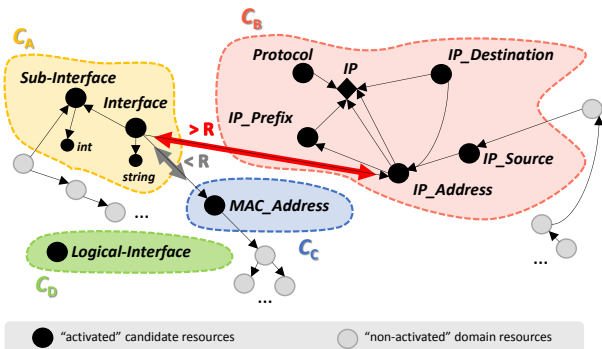 C_A
C_B
Protocol
IP
IP_Destination
Sub-Interface
Interface
IP_Prefix
> R
int
string
< R
IP_Source
IP_Address
...
MAC_Address
C_C
Logical-Interface
C_D
...
...
"activated" candidate resources
"non-activated" domain resources